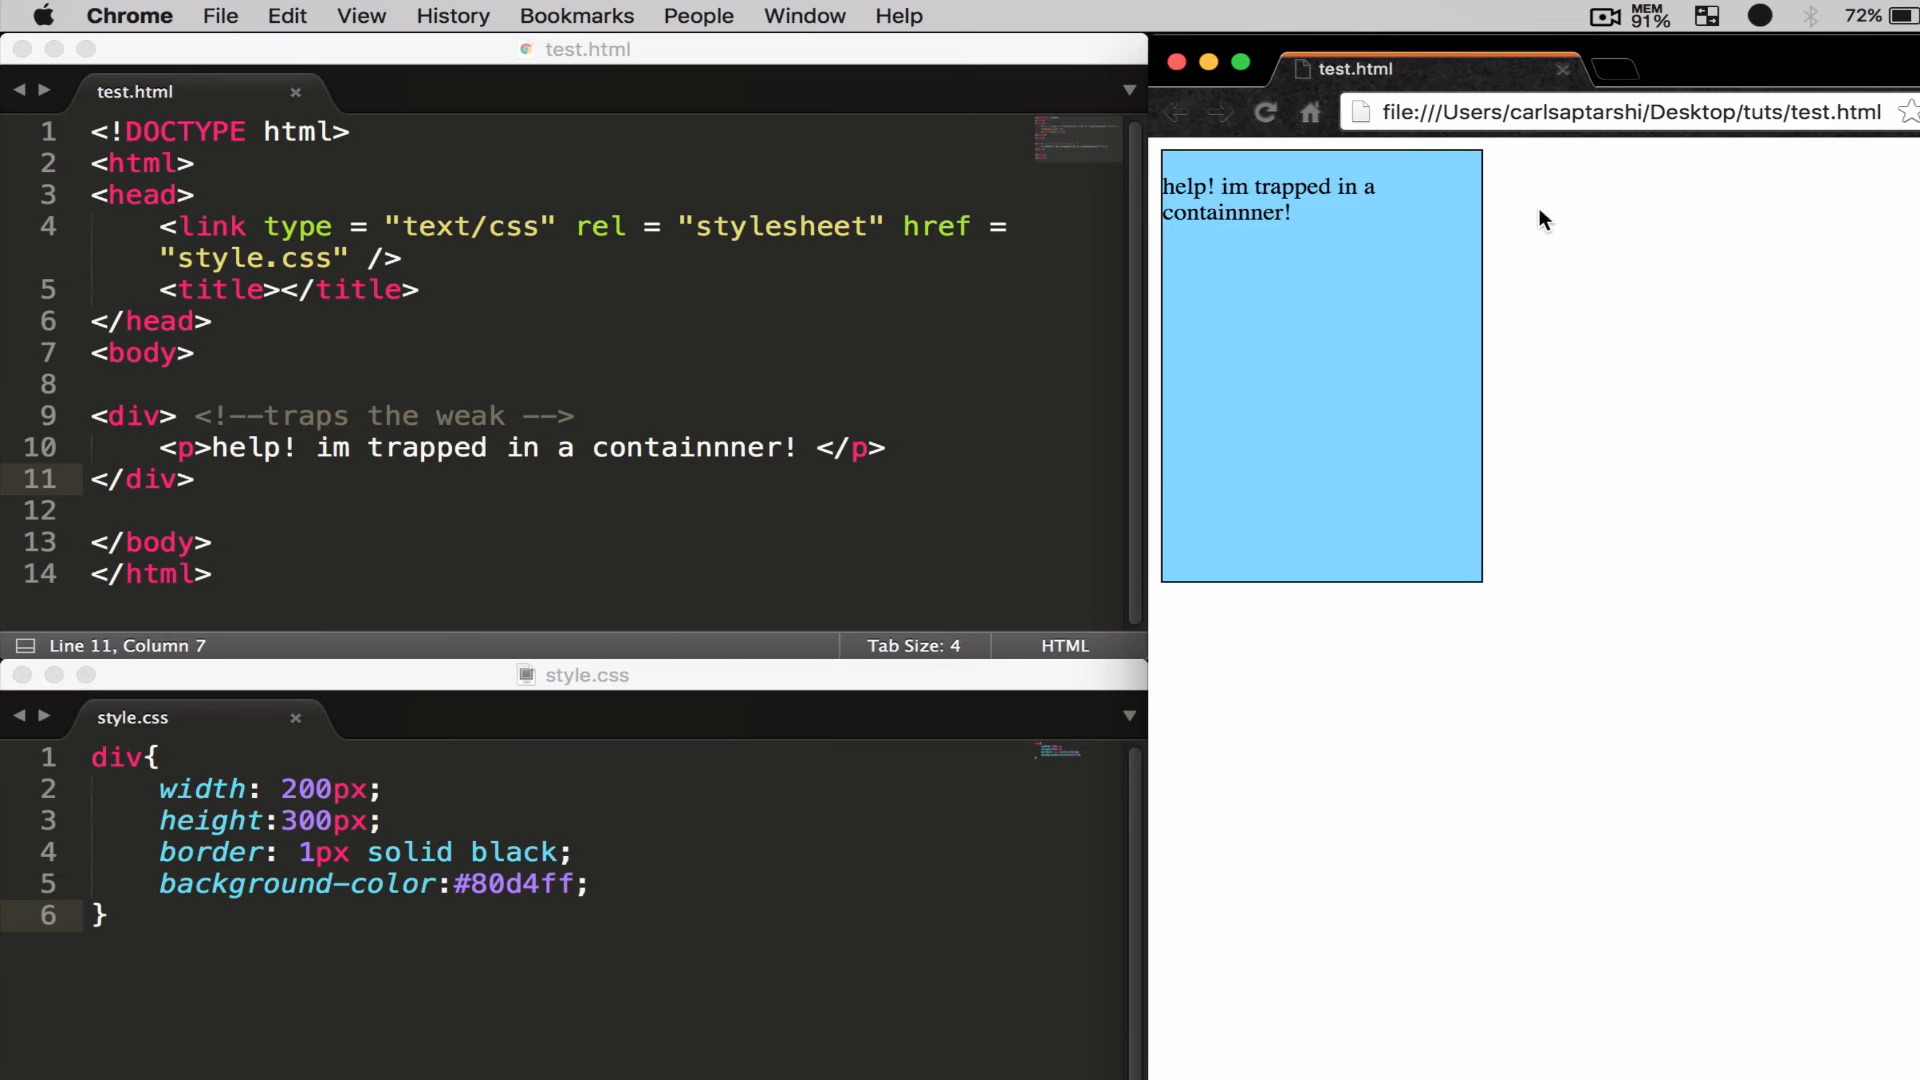 Chrome File Edit View History Bookmarks People Window Help MEM 91% 72%
test.html
test.html
1 <!DOCTYPE html>
2 <html>
3 <head>
4 <link type = "text/css" rel = "stylesheet" href =
"style.css" />
5 <title></title>
6 </head>
7 <body>
8
9 <div> <!--traps the weak -->
10 <p>help! im trapped in a containnner! </p>
11 </div>
12
13 </body>
14 </html>
Line 11, Column 7 Tab Size: 4 HTML
style.css
style.css
1 div{
2 width: 200px;
3 height:300px;
4 border: 1px solid black;
5 background-color:#80d4ff;
6 }
test.html
file:///Users/carlsaptarshi/Desktop/tuts/test.html
help! im trapped in a
containnner!